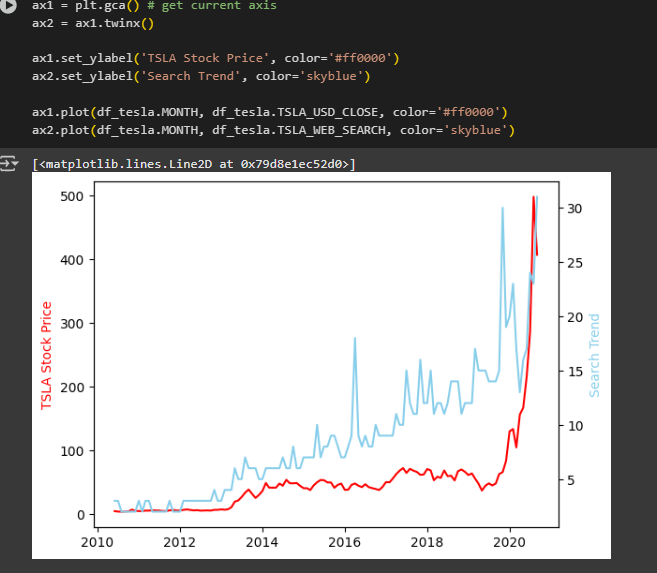 ax1 = plt.gca() # get current axis
ax2 = ax1.twinx()
ax1.set_ylabel('TSLA Stock Price', color='#ff0000')
ax2.set_ylabel('Search Trend', color='skyblue')
ax1.plot(df_tesla.MONTH, df_tesla.TSLA_USD_CLOSE, color='#ff0000')
ax2.plot(df_tesla.MONTH, df_tesla.TSLA_WEB_SEARCH, color='skyblue')
[<matplotlib.lines.Line2D at 0x79d8e1ec52d0>]
TSLA Stock Price
500
400
300
200
100
0
30
25
20
15
10
5
Search Trend
2010 2012 2014 2016 2018 2020